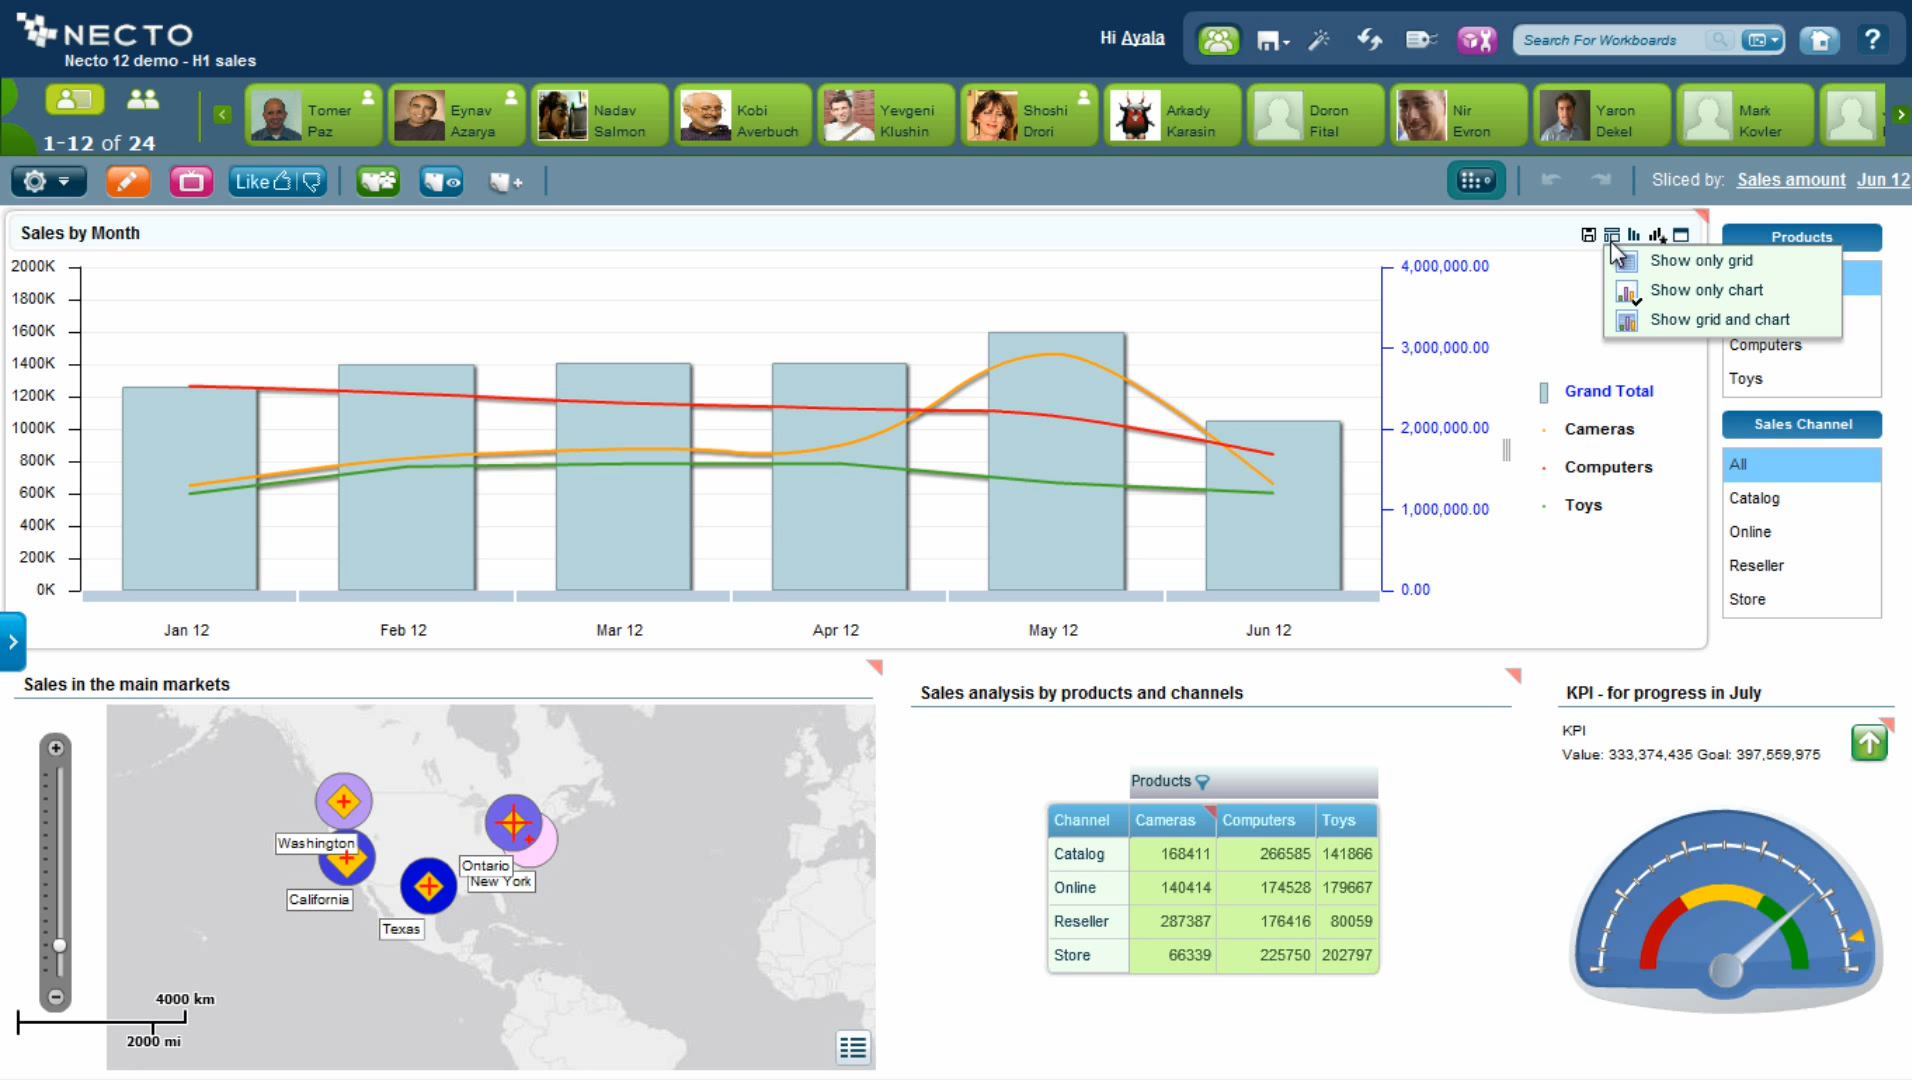 NECTO
Necto 12 demo - H1 sales
Hi Ayala
Search For Workboards
?
1-12 of 24
Tomer Paz
Eynav Azarya
Nadav Salmon
Kobi Averbuch
Yevgeni Klushin
Shoshi Drori
Arkady Karasin
Doron Fital
Nir Evron
Yaron Dekel
Mark Kovler
Like
Sliced by: Sales amount Jun 12
Sales by Month
Show only grid
Show only chart
Show grid and chart
2000K
1800K
1600K
1400K
1200K
1000K
800K
600K
400K
200K
0K
4,000,000.00
3,000,000.00
2,000,000.00
1,000,000.00
0.00
Jan 12
Feb 12
Mar 12
Apr 12
May 12
Jun 12
Grand Total
Cameras
Computers
Toys
Products
Computers
Toys
Sales Channel
All
Catalog
Online
Reseller
Store
Sales in the main markets
Washington
California
Texas
Ontario
New York
4000 km
2000 mi
Sales analysis by products and channels
Products
Channel Cameras Computers Toys
Catalog 168411 266585 141866
Online 140414 174528 179667
Reseller 287387 176416 80059
Store 66339 225750 202797
KPI - for progress in July
KPI
Value: 333,374,435 Goal: 397,559,975